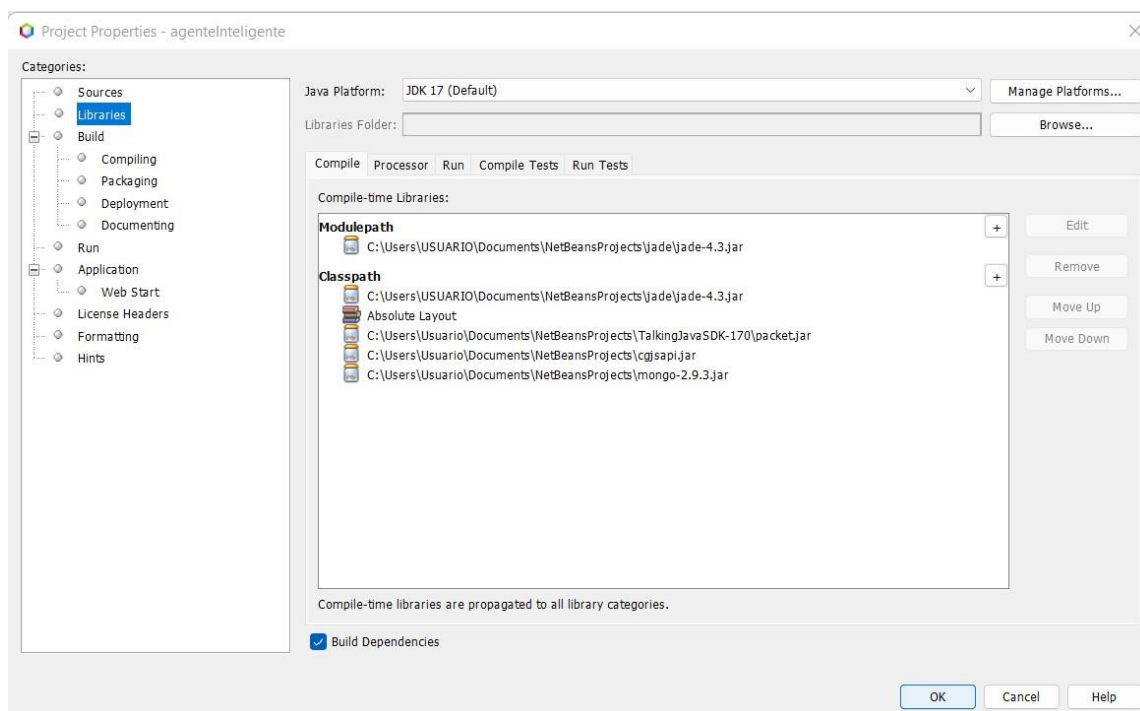 Project Properties - agenteInteligente
Categories:
Sources
Libraries
Build
Compiling
Packaging
Deployment
Documenting
Run
Application
Web Start
License Headers
Formatting
Hints
Java Platform: JDK 17 (Default) Manage Platforms...
Libraries Folder: Browse...
Compile Processor Run Compile Tests Run Tests
Compile-time Libraries:
Modulepath +
C:\Users\USUARIO\Documents\NetBeansProjects\jade\jade-4.3.jar
Classpath +
C:\Users\USUARIO\Documents\NetBeansProjects\jade\jade-4.3.jar
Absolute Layout
C:\Users\Usuario\Documents\NetBeansProjects\TalkingJavaSDK-170\packet.jar
C:\Users\Usuario\Documents\NetBeansProjects\cgjsapi.jar
C:\Users\Usuario\Documents\NetBeansProjects\mongo-2.9.3.jar
Edit
Remove
Move Up
Move Down
Compile-time libraries are propagated to all library categories.
Build Dependencies
OK Cancel Help